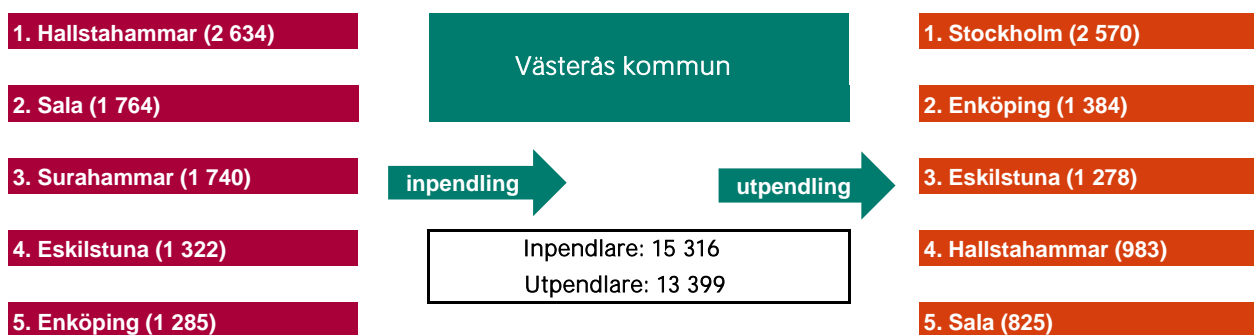 1. Hallstahammar (2 634)
2. Sala (1 764)
3. Surahammar (1 740)
4. Eskilstuna (1 322)
5. Enköping (1 285)
Västerås kommun
inpendling
utpendling
Inpendlare: 15 316
Utpendlare: 13 399
1. Stockholm (2 570)
2. Enköping (1 384)
3. Eskilstuna (1 278)
4. Hallstahammar (983)
5. Sala (825)